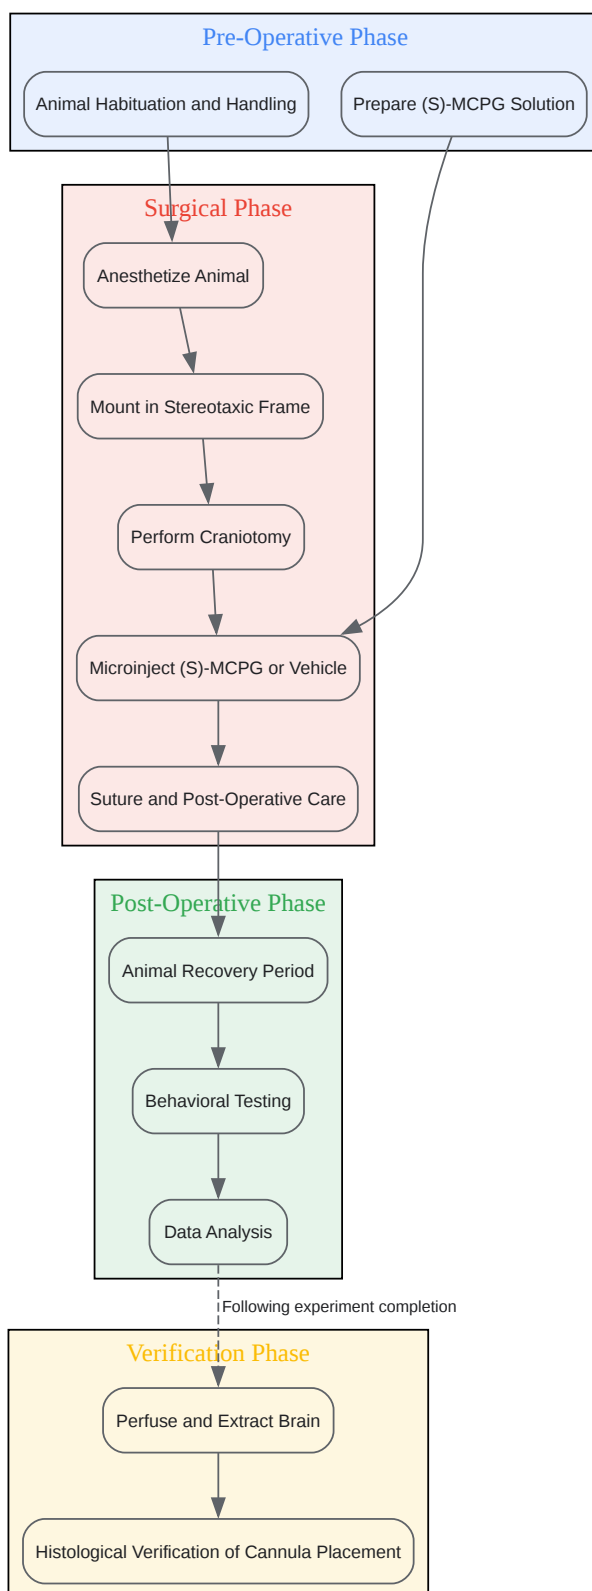 Pre-Operative Phase
Animal Habituation and Handling
Prepare (S)-MCPG Solution
Surgical Phase
Anesthetize Animal
Mount in Stereotaxic Frame
Perform Craniotomy
Microinject (S)-MCPG or Vehicle
Suture and Post-Operative Care
Post-Operative Phase
Animal Recovery Period
Behavioral Testing
Data Analysis
Following experiment completion
Verification Phase
Perfuse and Extract Brain
Histological Verification of Cannula Placement